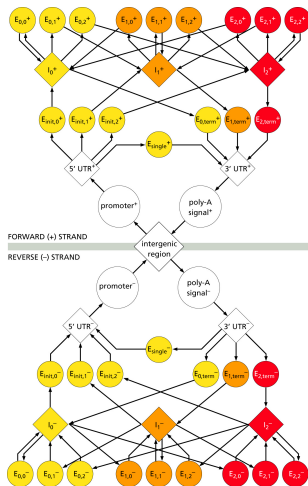 E0,0+ E0,1+ E0,2+ E1,0+ E1,1+ E1,2+ E2,0+ E2,1+ E2,2+
I0+ I1+ I2+
Einit,0+ Einit,1+ Einit,2+ E0,term+ E1,term+ E2,term+
Esingle+
5' UTR+ 3' UTR+
promoter+ poly-A
signal+
FORWARD (+) STRAND
intergenic
region
REVERSE (–) STRAND
promoter– poly-A
signal–
5' UTR– 3' UTR–
Esingle–
Einit,0– Einit,1– Einit,2– E0,term– E1,term– E2,term–
I0– I1– I2–
E0,0– E0,1– E0,2– E1,0– E1,1– E1,2– E2,0– E2,1– E2,2–